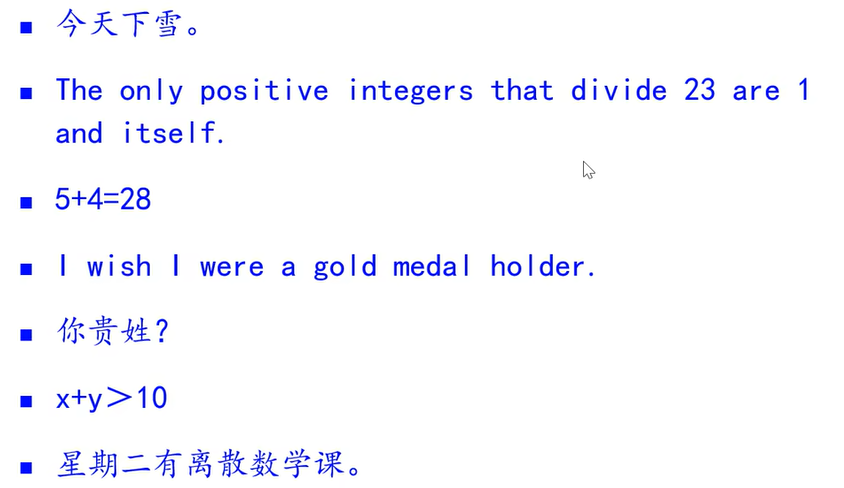 ■ 今天下雪。
■ The only positive integers that divide 23 are 1
and itself.
■ 5+4=28
■ I wish I were a gold medal holder.
■ 你贵姓?
■ x+y＞10
■ 星期二有离散数学课。